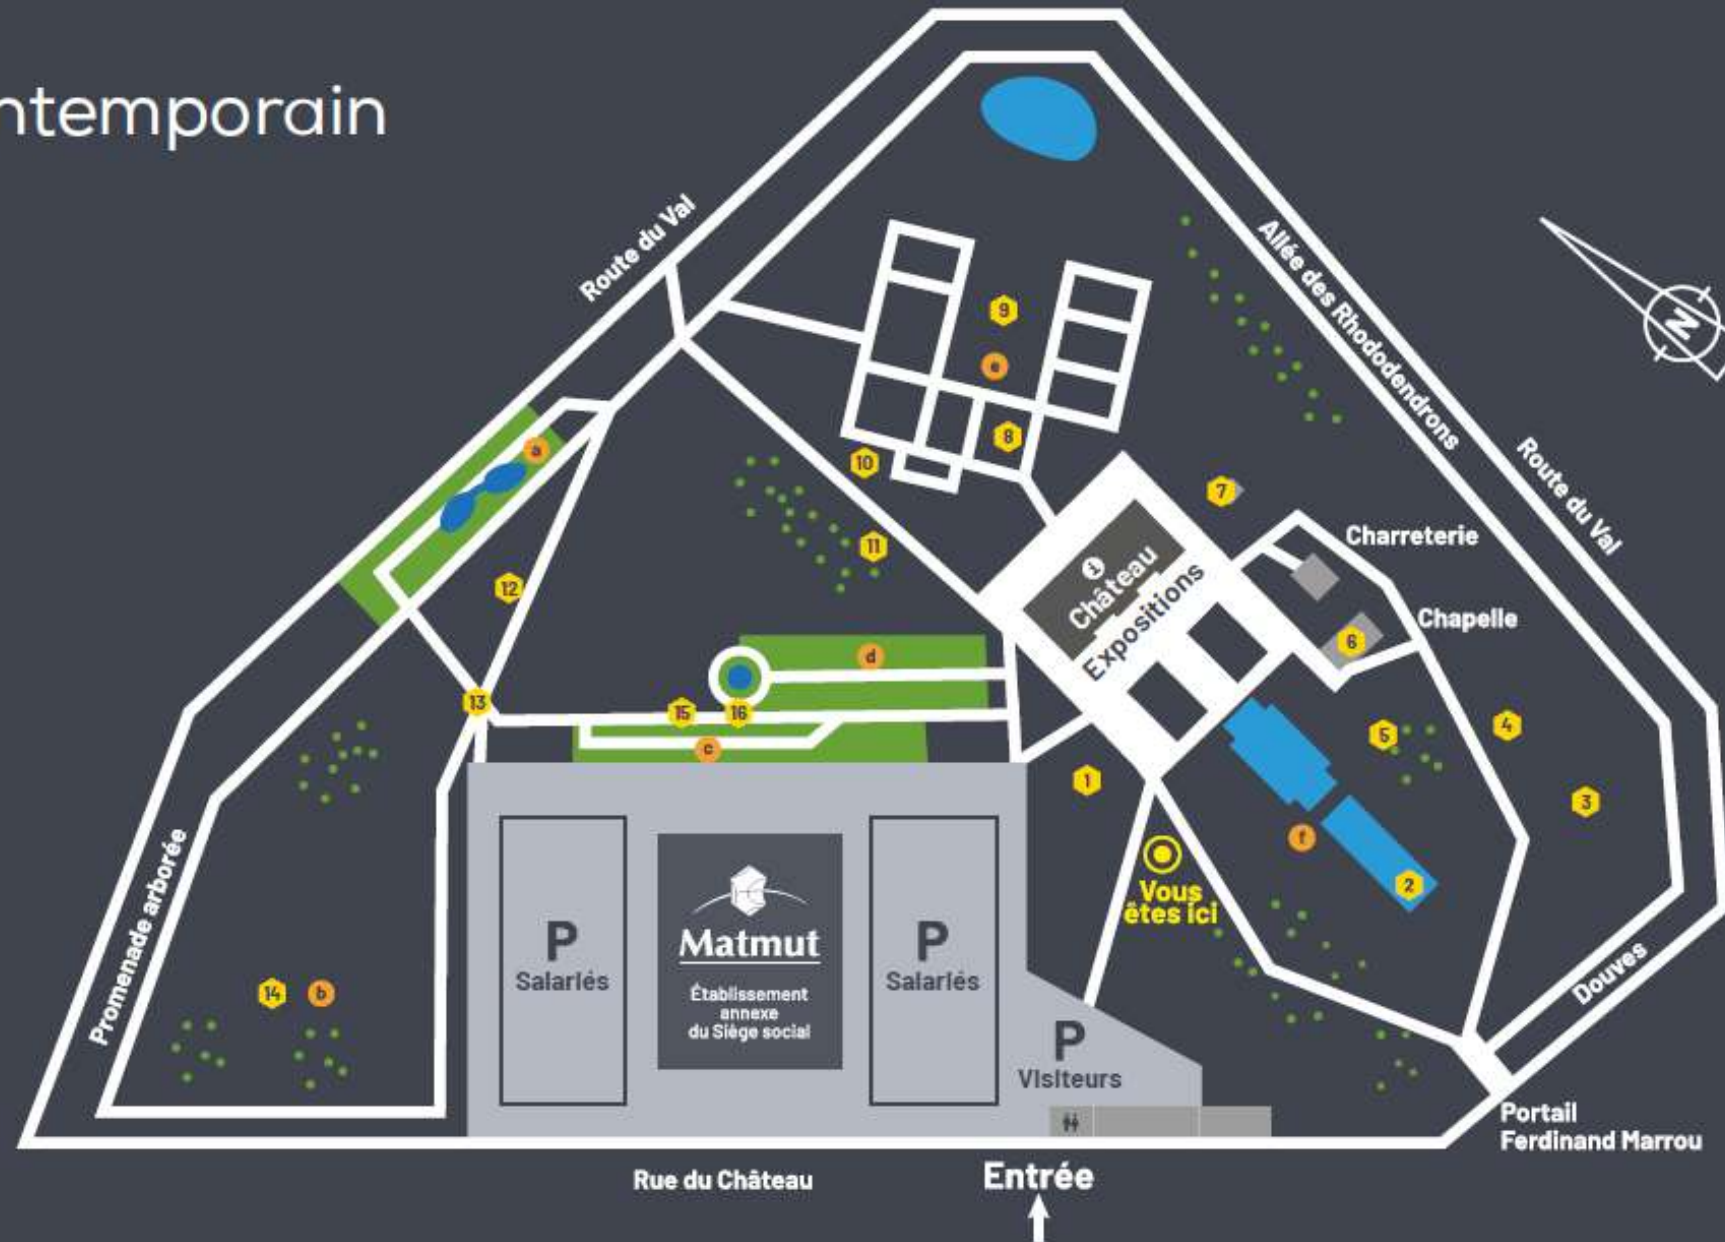 ntemporain
Route du Val
Allée des Rhododendrons
Route du Val
N
9
e
8
10
a
7
11
12
Charreterie
i
Château
Expositions
Chapelle
6
d
13
15
16
c
5
4
1
3
Promenade arborée
f
2
Vous
êtes ici
P
Salariés
Matmut
Établissement
annexe
du Siège social
P
Salariés
14
b
Douves
P
Visiteurs
Portail
Ferdinand Marrou
Rue du Château
Entrée